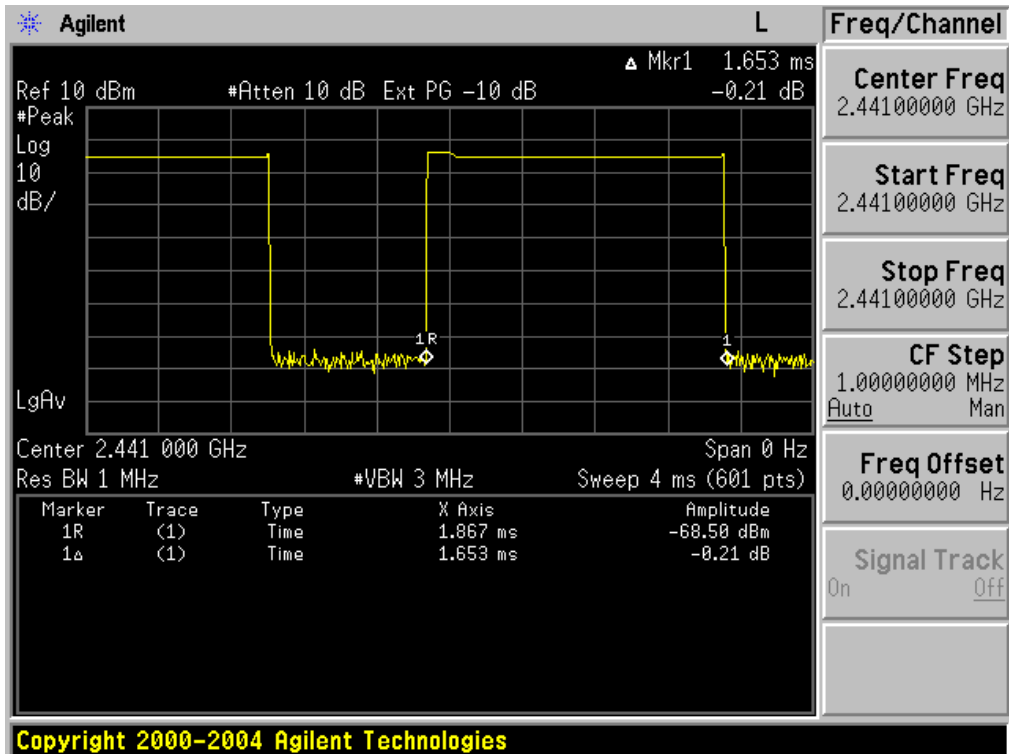 Agilent L
Freq/Channel
Δ Mkr1 1.653 ms
Ref 10 dBm #Atten 10 dB Ext PG -10 dB -0.21 dB
#Peak
Log
10
dB/
1R
1
LgAv
Center 2.441 000 GHz Span 0 Hz
Res BW 1 MHz #VBW 3 MHz Sweep 4 ms (601 pts)
Marker Trace Type X Axis Amplitude
1R (1) Time 1.867 ms -68.50 dBm
1Δ (1) Time 1.653 ms -0.21 dB
Center Freq
2.44100000 GHz
Start Freq
2.44100000 GHz
Stop Freq
2.44100000 GHz
CF Step
1.00000000 MHz
Auto Man
Freq Offset
0.00000000 Hz
Signal Track
On Off
Copyright 2000-2004 Agilent Technologies